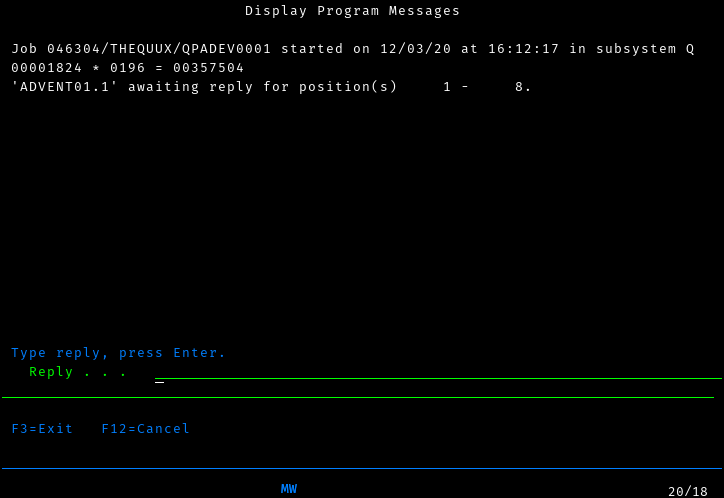 Display Program Messages
Job 046304/THEQUUX/QPADEV0001 started on 12/03/20 at 16:12:17 in subsystem Q
00001824 * 0196 = 00357504
'ADVENT01.1' awaiting reply for position(s) 1 - 8.
Type reply, press Enter.
Reply . . .
F3=Exit F12=Cancel
MW 20/18